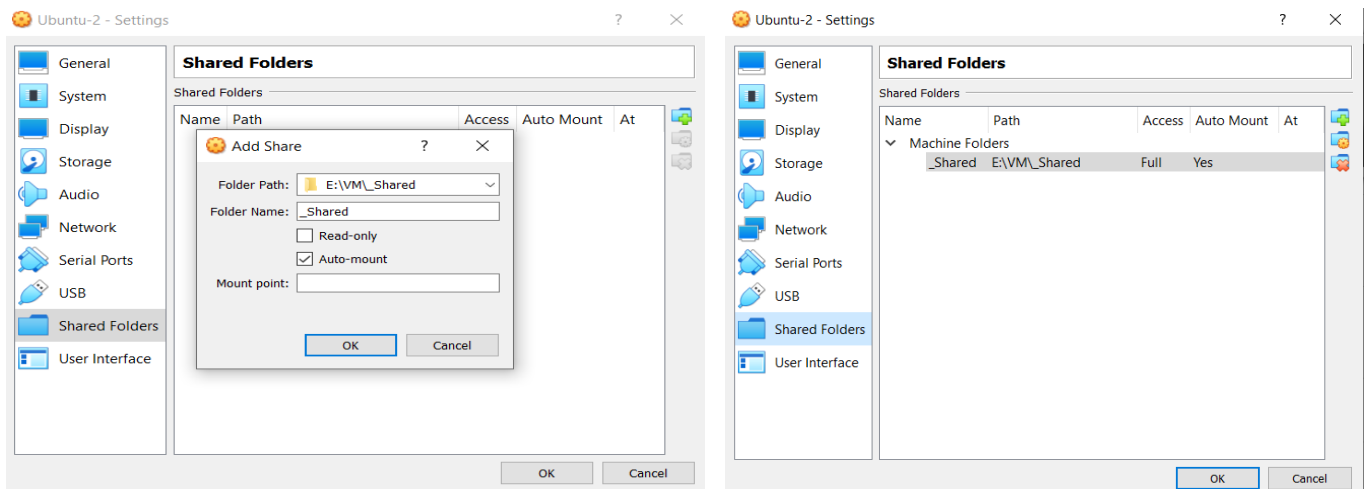 Ubuntu-2 - Settings ? ×
General
System
Display
Storage
Audio
Network
Serial Ports
USB
Shared Folders
User Interface
Shared Folders
Shared Folders
Name Path Access Auto Mount At
Add Share ? ×
Folder Path: E:\VM\_Shared
Folder Name: _Shared
Read-only
Auto-mount
Mount point:
OK Cancel
OK Cancel
Ubuntu-2 - Settings ? ×
General
System
Display
Storage
Audio
Network
Serial Ports
USB
Shared Folders
User Interface
Shared Folders
Shared Folders
Name Path Access Auto Mount At
Machine Folders
_Shared E:\VM\_Shared Full Yes
OK Cancel